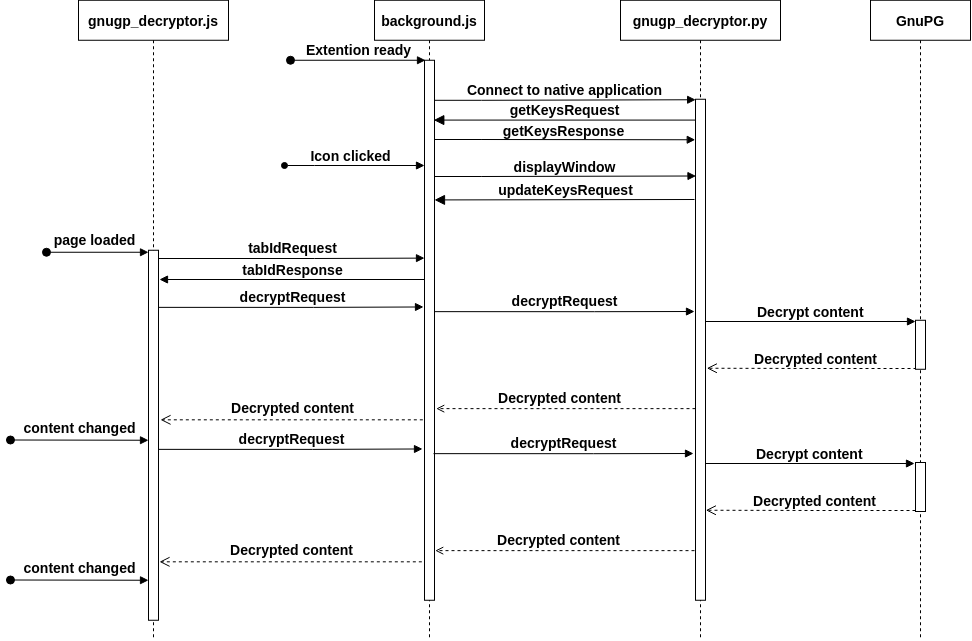 gnugp_decryptor.js
background.js
gnugp_decryptor.py
GnuPG
Extention ready
Connect to native application
getKeysRequest
getKeysResponse
Icon clicked
displayWindow
updateKeysRequest
page loaded
tabIdRequest
tabIdResponse
decryptRequest
decryptRequest
Decrypt content
Decrypted content
Decrypted content
Decrypted content
content changed
decryptRequest
decryptRequest
Decrypt content
Decrypted content
Decrypted content
Decrypted content
content changed